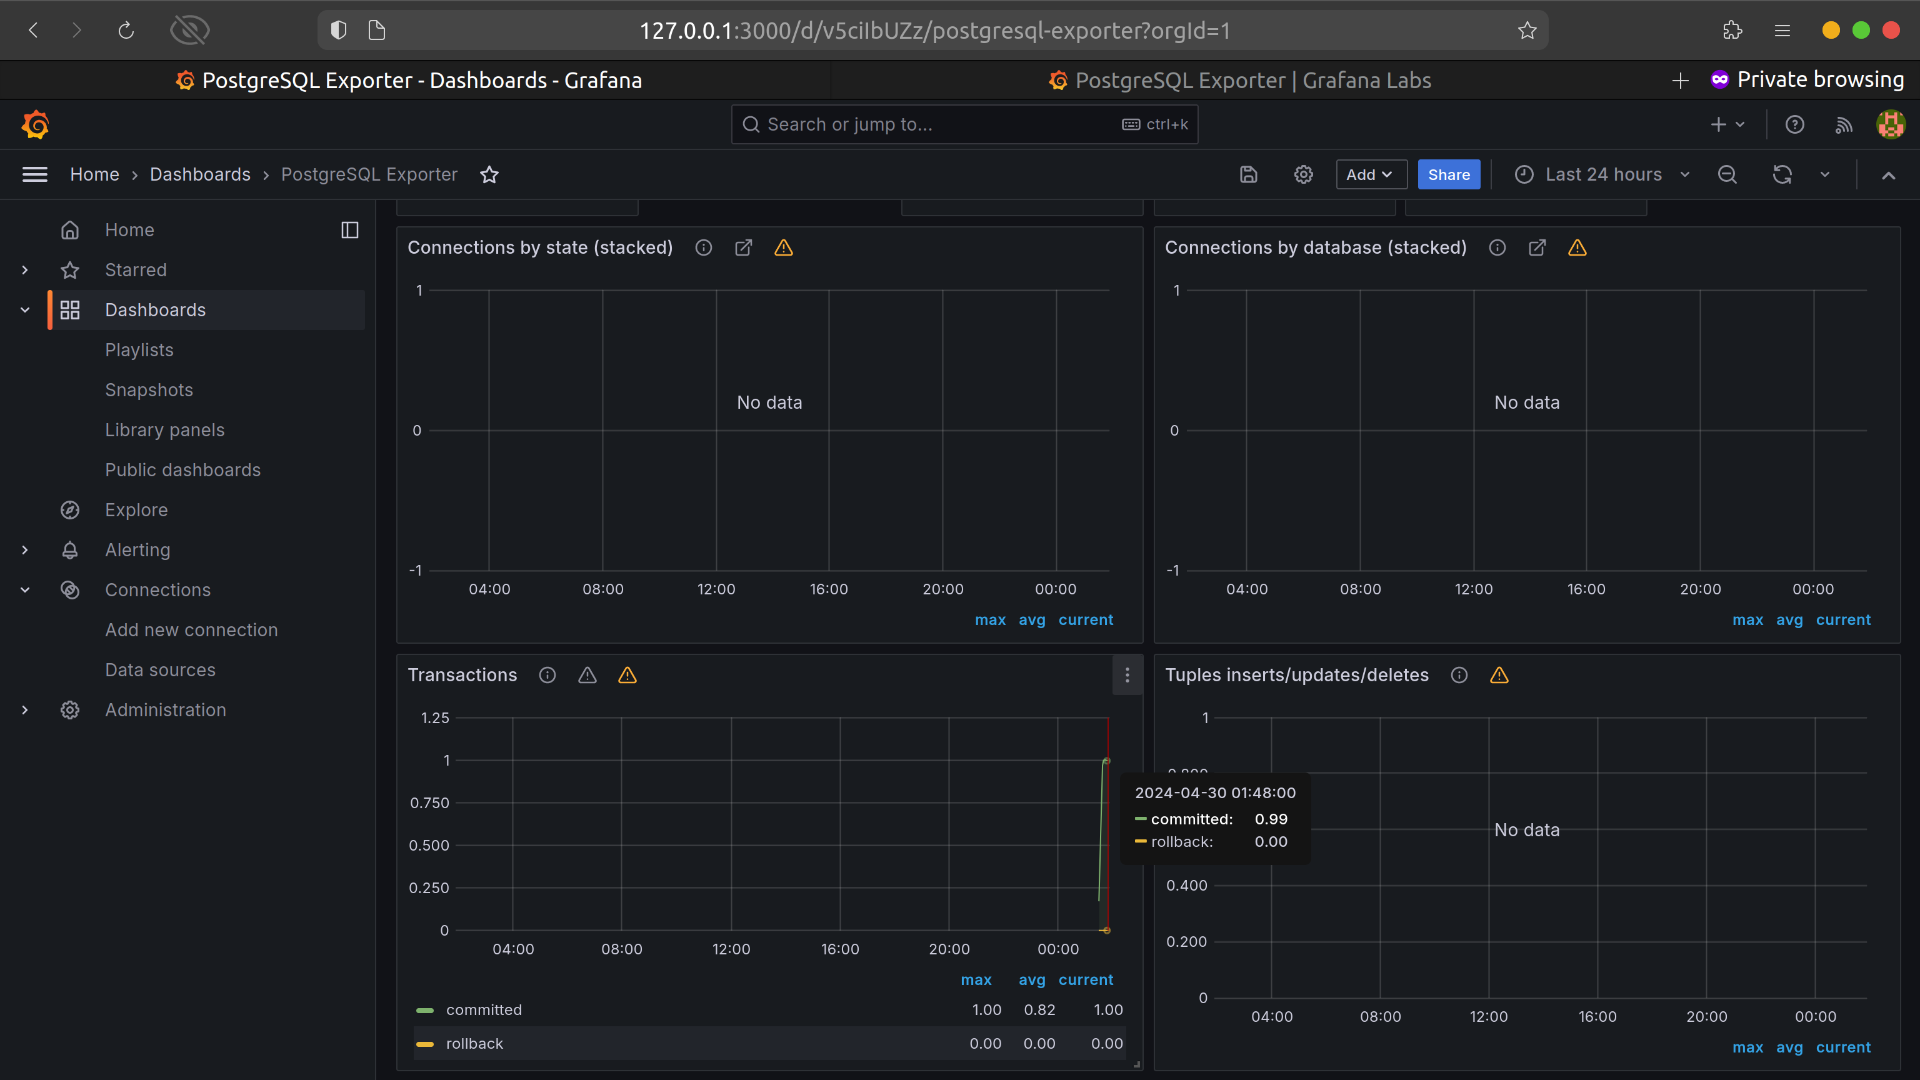 127.0.0.1:3000/d/v5ciIbUZz/postgresql-exporter?orgId=1
PostgreSQL Exporter - Dashboards - Grafana
PostgreSQL Exporter | Grafana Labs
Private browsing
Search or jump to...
ctrl+k
Home › Dashboards › PostgreSQL Exporter
Add
Share
Last 24 hours
Home
Starred
Dashboards
Playlists
Snapshots
Library panels
Public dashboards
Explore
Alerting
Connections
Add new connection
Data sources
Administration
Connections by state (stacked)
1
No data
0
-1
04:00 08:00 12:00 16:00 20:00 00:00
max avg current
Connections by database (stacked)
1
No data
0
-1
04:00 08:00 12:00 16:00 20:00 00:00
max avg current
Transactions
1.25
1
0.750
0.500
0.250
0
04:00 08:00 12:00 16:00 20:00 00:00
max avg current
committed 1.00 0.82 1.00
rollback 0.00 0.00 0.00
2024-04-30 01:48:00
committed: 0.99
rollback: 0.00
Tuples inserts/updates/deletes
1
No data
0.400
0.200
0
04:00 08:00 12:00 16:00 20:00 00:00
max avg current